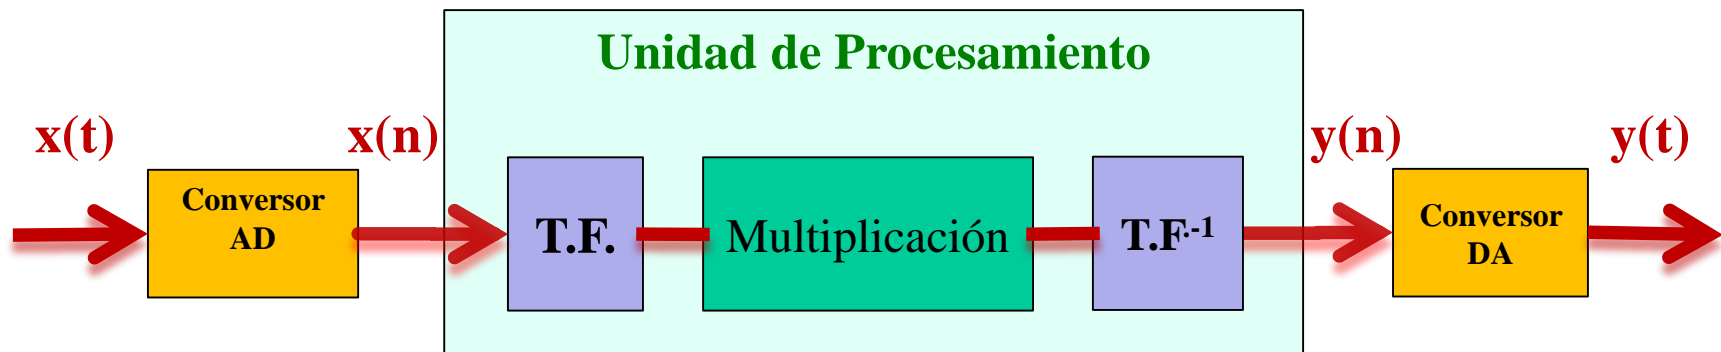 Unidad de Procesamiento
x(t)
x(n)
y(n)
y(t)
Conversor
AD
T.F.
Multiplicación
T.F.-1
Conversor
DA